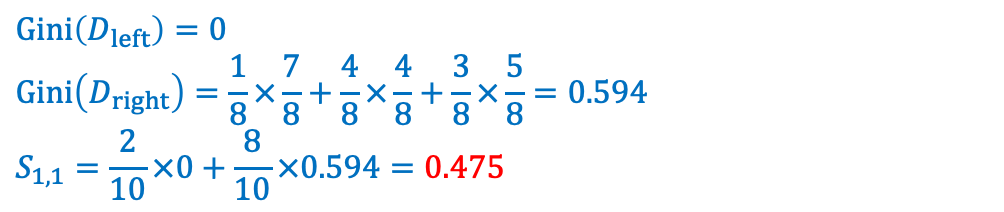 Gini(D_left) = 0
Gini(D_right) = 1/8 × 7/8 + 4/8 × 4/8 + 3/8 × 5/8 = 0.594
S_1,1 = 2/10 × 0 + 8/10 × 0.594 = 0.475